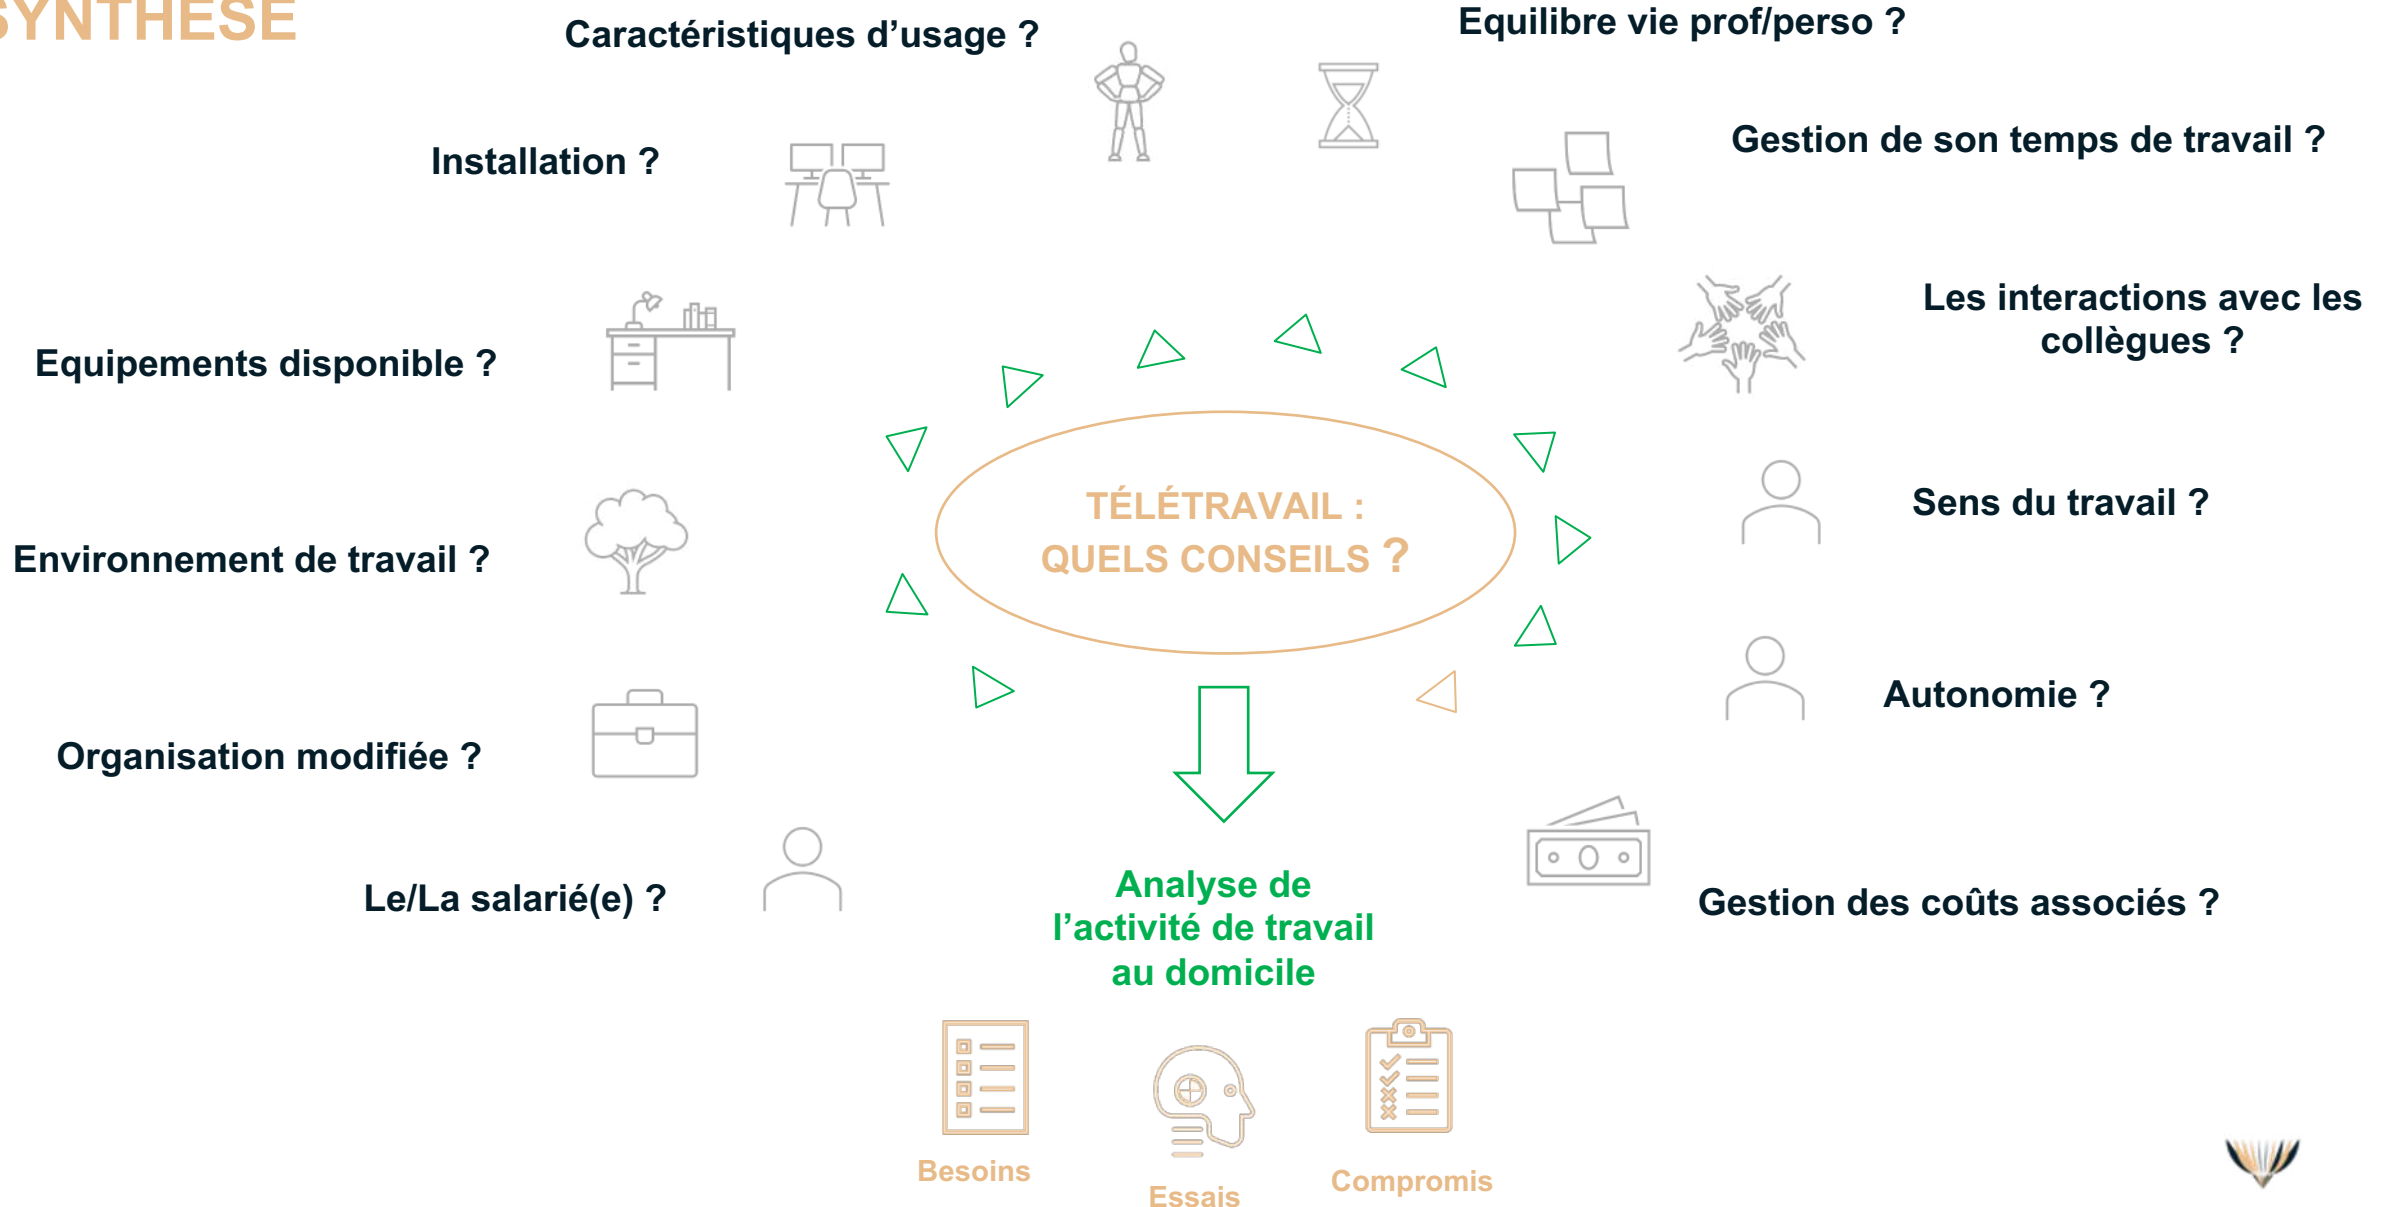 SYNTHESE
Caractéristiques d’usage ?
Equilibre vie prof/perso ?
Installation ?
Gestion de son temps de travail ?
Equipements disponible ?
Les interactions avec les
collègues ?
Environnement de travail ?
TÉLÉTRAVAIL :
QUELS CONSEILS ?
Sens du travail ?
Organisation modifiée ?
Autonomie ?
Le/La salarié(e) ?
Gestion des coûts associés ?
Analyse de
l’activité de travail
au domicile
Besoins
Essais
Compromis